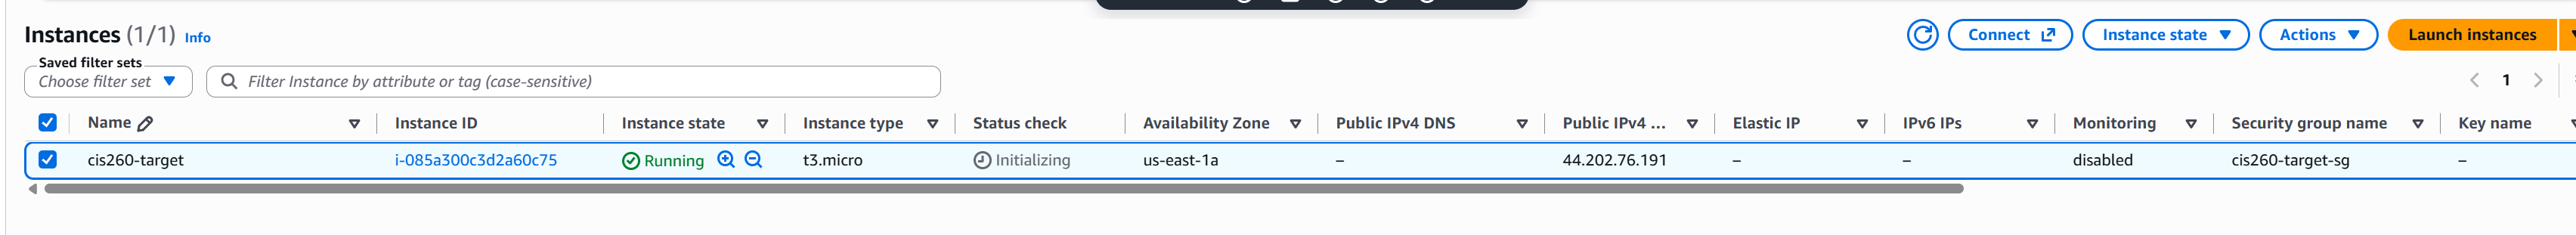 Instances (1/1) Info
Connect Instance state Actions Launch instances
Saved filter sets
Choose filter set Filter Instance by attribute or tag (case-sensitive) 1
Name Instance ID Instance state Instance type Status check Availability Zone Public IPv4 DNS Public IPv4 ... Elastic IP IPv6 IPs Monitoring Security group name Key name
cis260-target i-085a300c3d2a60c75 Running t3.micro Initializing us-east-1a – 44.202.76.191 – – disabled cis260-target-sg –